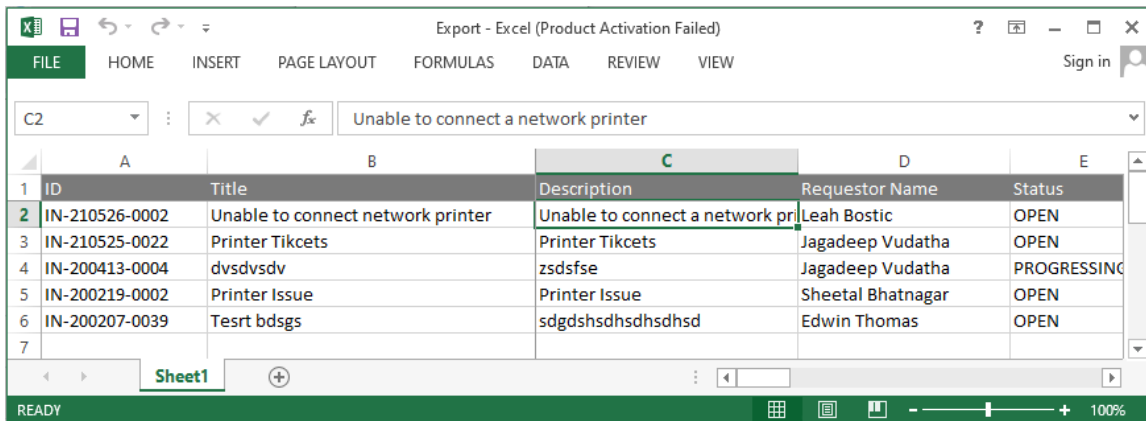 Export - Excel (Product Activation Failed)
?
FILE HOME INSERT PAGE LAYOUT FORMULAS DATA REVIEW VIEW Sign in
C2 fx Unable to connect a network printer
A B C D E
1 ID Title Description Requestor Name Status
2 IN-210526-0002 Unable to connect network printer Unable to connect a network pri Leah Bostic OPEN
3 IN-210525-0022 Printer Tikcets Printer Tikcets Jagadeep Vudatha OPEN
4 IN-200413-0004 dvsdvsdv zsdsfse Jagadeep Vudatha PROGRESSING
5 IN-200219-0002 Printer Issue Printer Issue Sheetal Bhatnagar OPEN
6 IN-200207-0039 Tesrt bdsgs sdgdshsdhsdhsdhsd Edwin Thomas OPEN
7
Sheet1
READY 100%